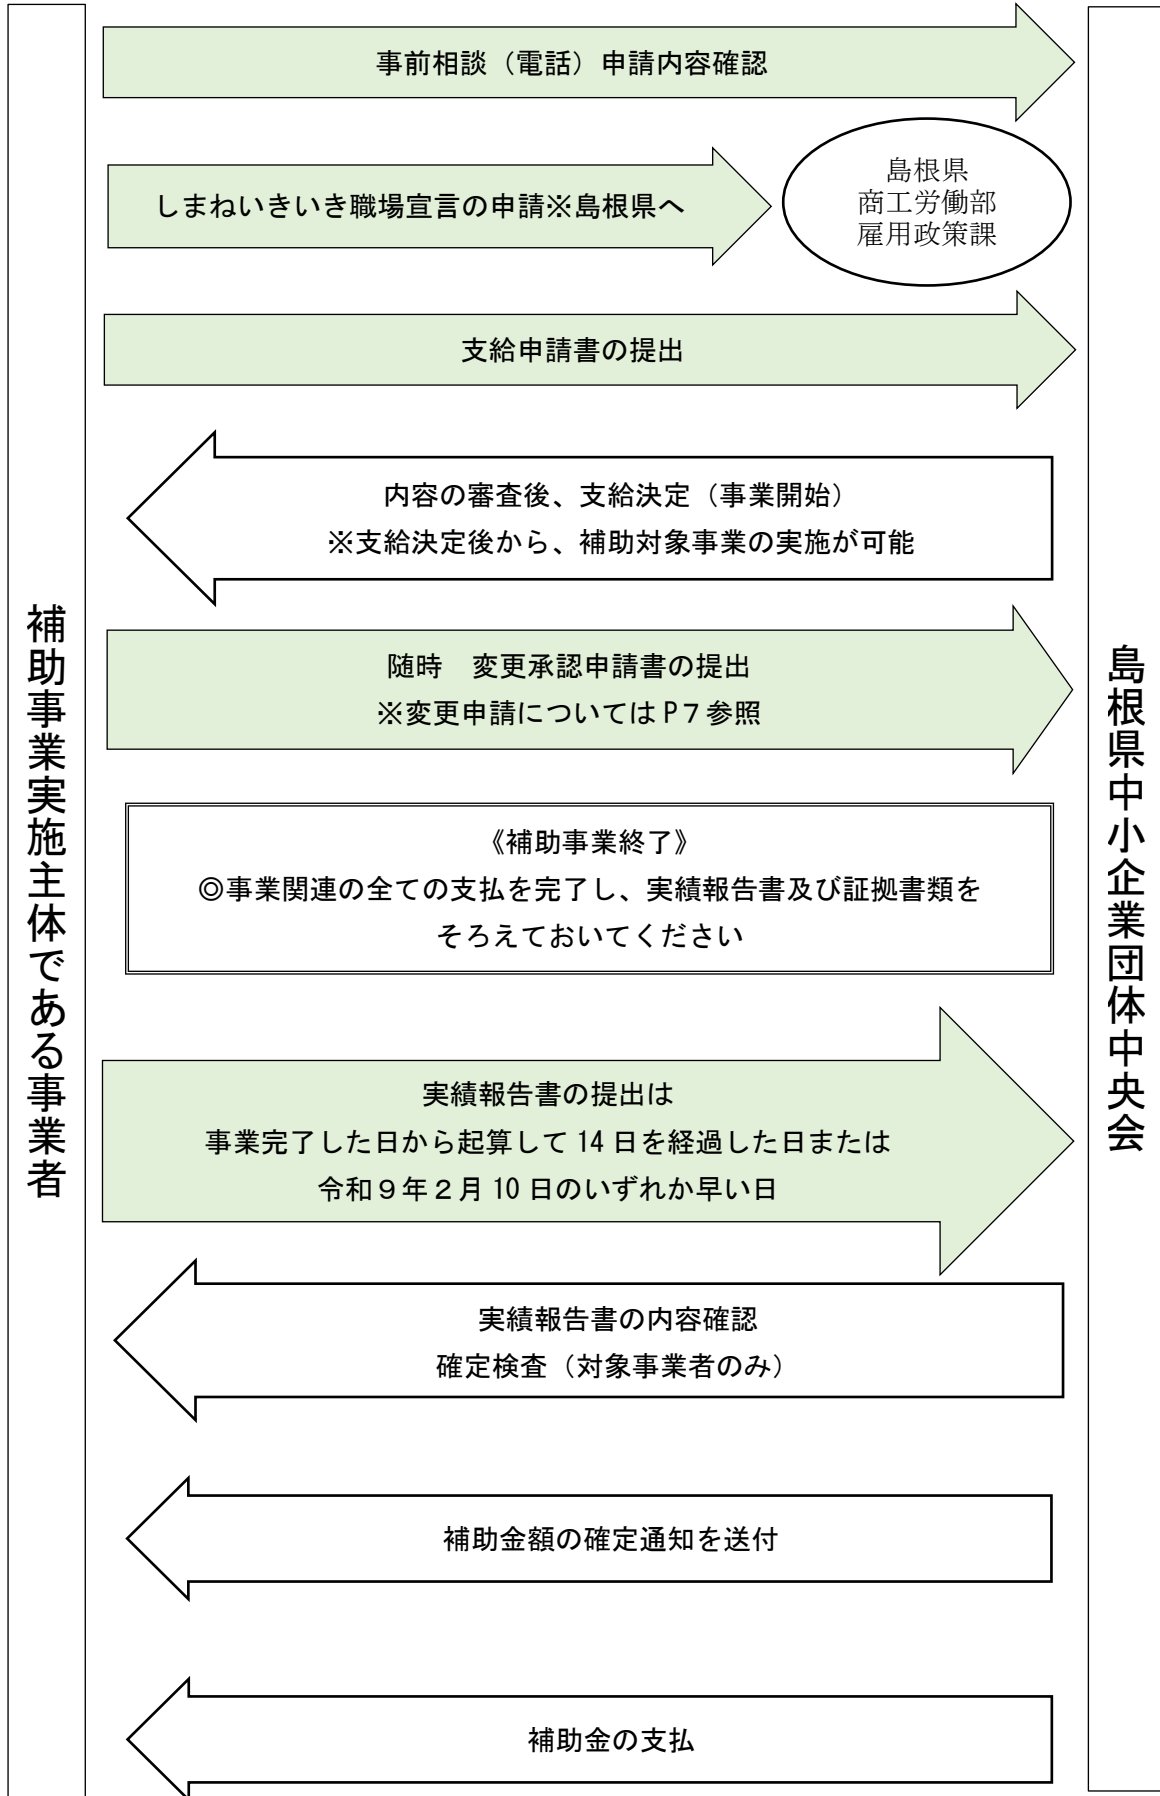 事前相談（電話）申請内容確認
しまねいきいき職場宣言の申請※島根県へ
島根県
商工労働部
雇用政策課
支給申請書の提出
内容の審査後、支給決定（事業開始）
※支給決定後から、補助対象事業の実施が可能
随時　変更承認申請書の提出
※変更申請については P７参照
《補助事業終了》
◎事業関連の全ての支払を完了し、実績報告書及び証拠書類を
そろえておいてください
実績報告書の提出は
事業完了した日から起算して 14 日を経過した日または
令和９年２月 10 日のいずれか早い日
実績報告書の内容確認
確定検査（対象事業者のみ）
補助金額の確定通知を送付
補助金の支払
補助事業実施主体である事業者
島根県中小企業団体中央会